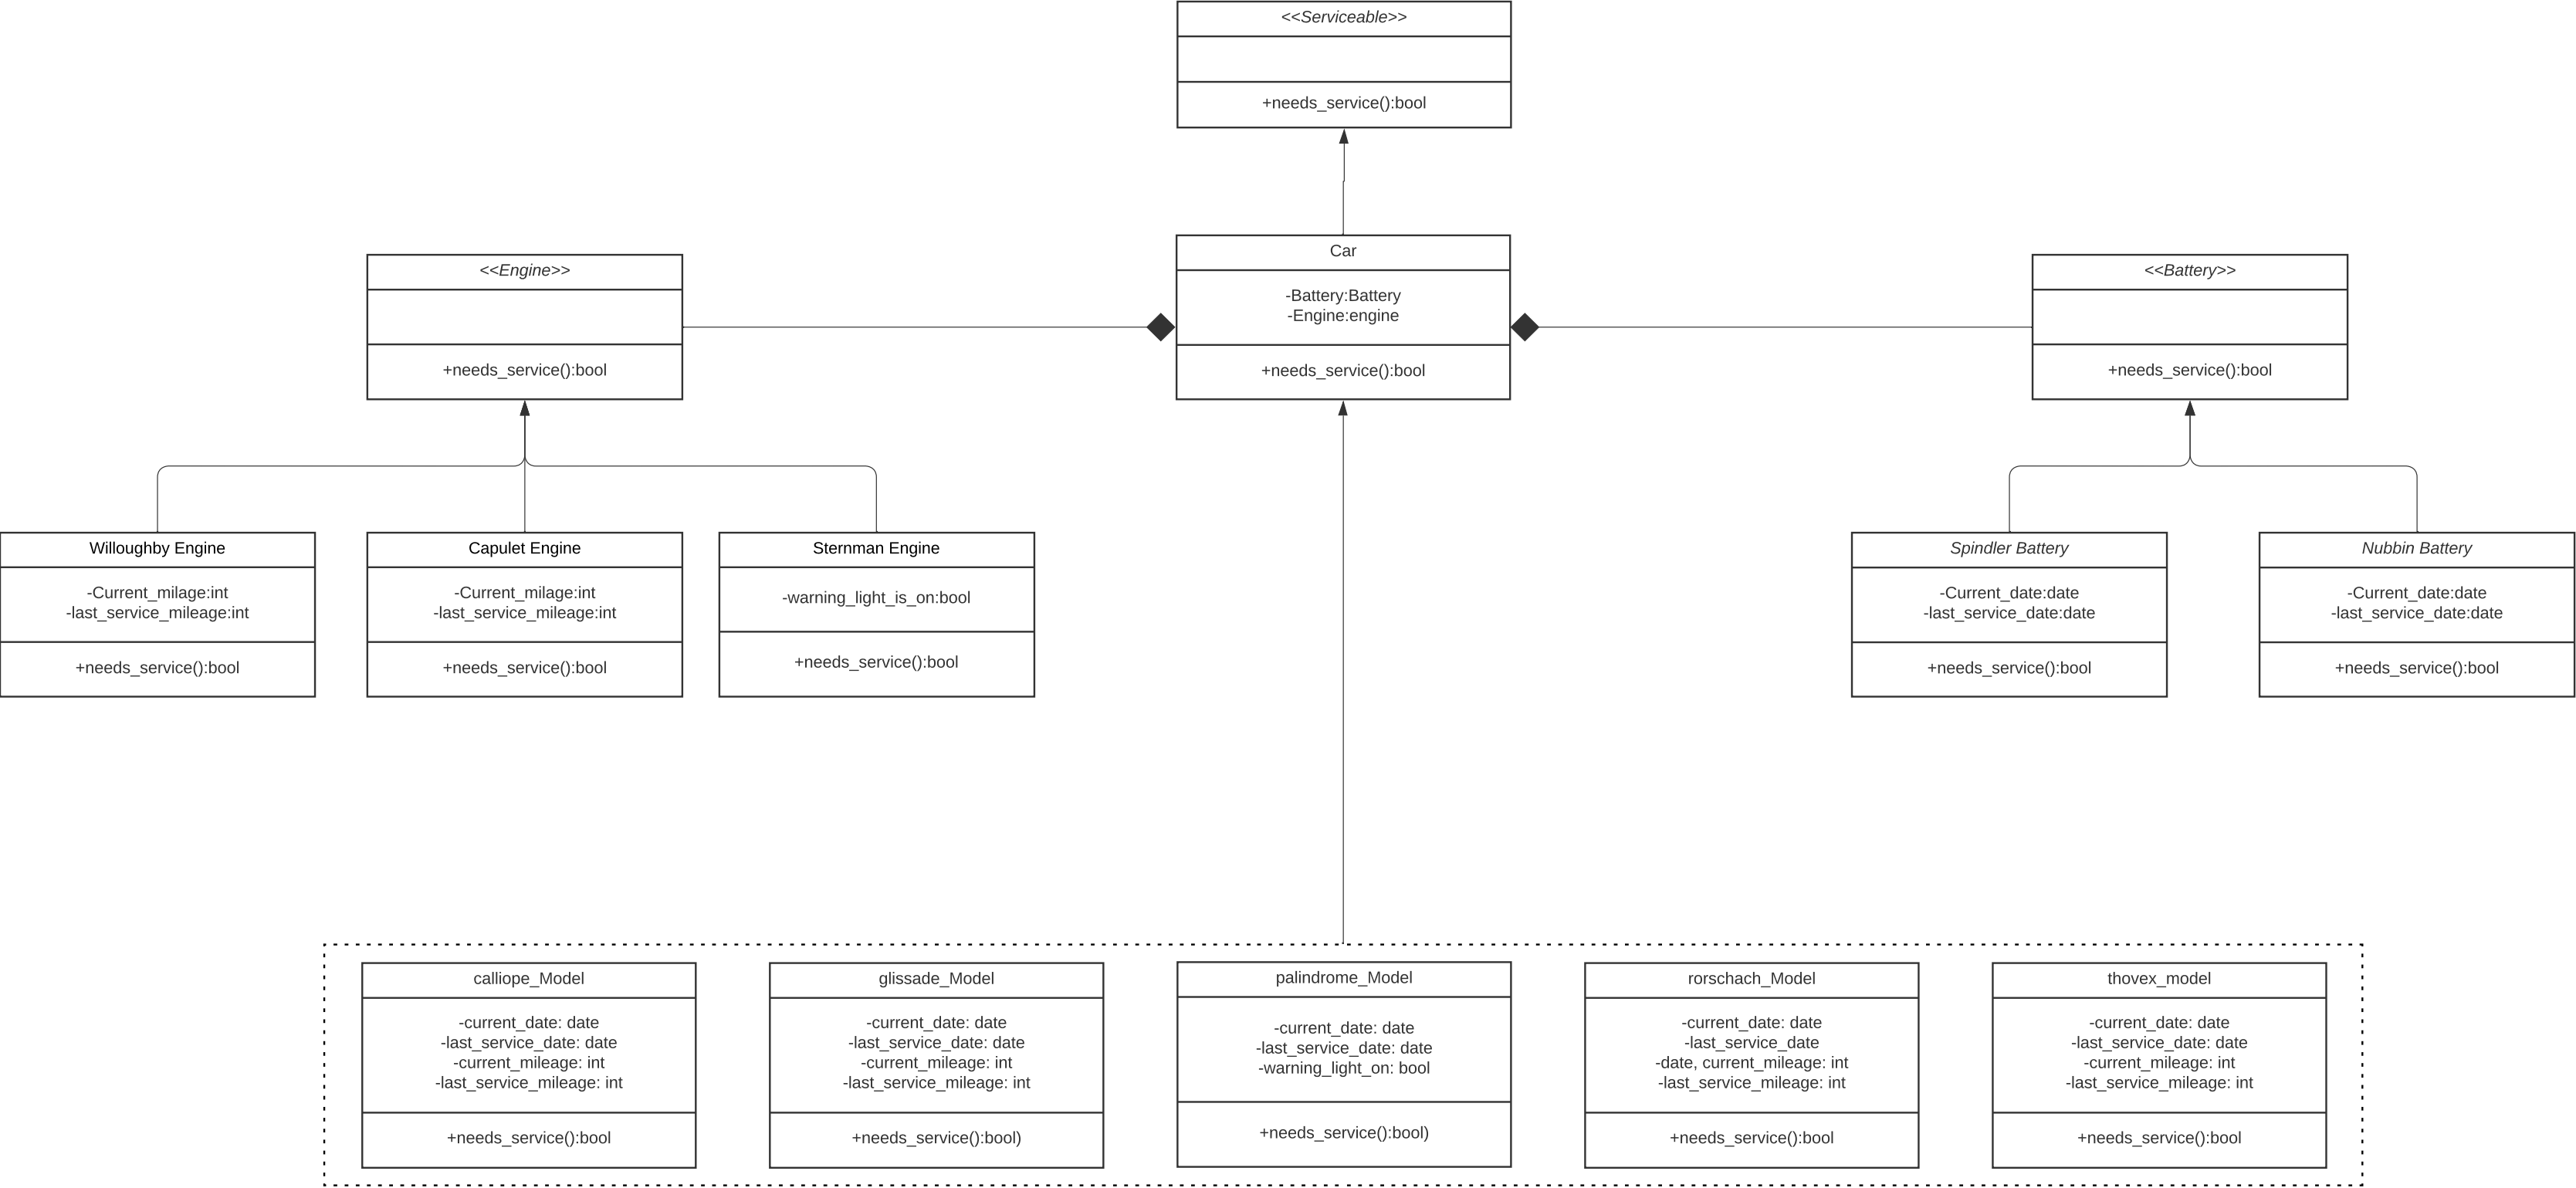 <<Serviceable>>
+needs_service():bool
<<Engine>>
+needs_service():bool
Car
-Battery:Battery
-Engine:engine
+needs_service():bool
<<Battery>>
+needs_service():bool
Willoughby Engine
-Current_milage:int
-last_service_mileage:int
+needs_service():bool
Capulet Engine
-Current_milage:int
-last_service_mileage:int
+needs_service():bool
Sternman Engine
-warning_light_is_on:bool
+needs_service():bool
Spindler Battery
-Current_date:date
-last_service_date:date
+needs_service():bool
Nubbin Battery
-Current_date:date
-last_service_date:date
+needs_service():bool
calliope_Model
-current_date: date
-last_service_date: date
-current_mileage: int
-last_service_mileage: int
+needs_service():bool
glissade_Model
-current_date: date
-last_service_date: date
-current_mileage: int
-last_service_mileage: int
+needs_service():bool)
palindrome_Model
-current_date: date
-last_service_date: date
-warning_light_on: bool
+needs_service():bool)
rorschach_Model
-current_date: date
-last_service_date
-date, current_mileage: int
-last_service_mileage: int
+needs_service():bool
thovex_model
-current_date: date
-last_service_date: date
-current_mileage: int
-last_service_mileage: int
+needs_service():bool